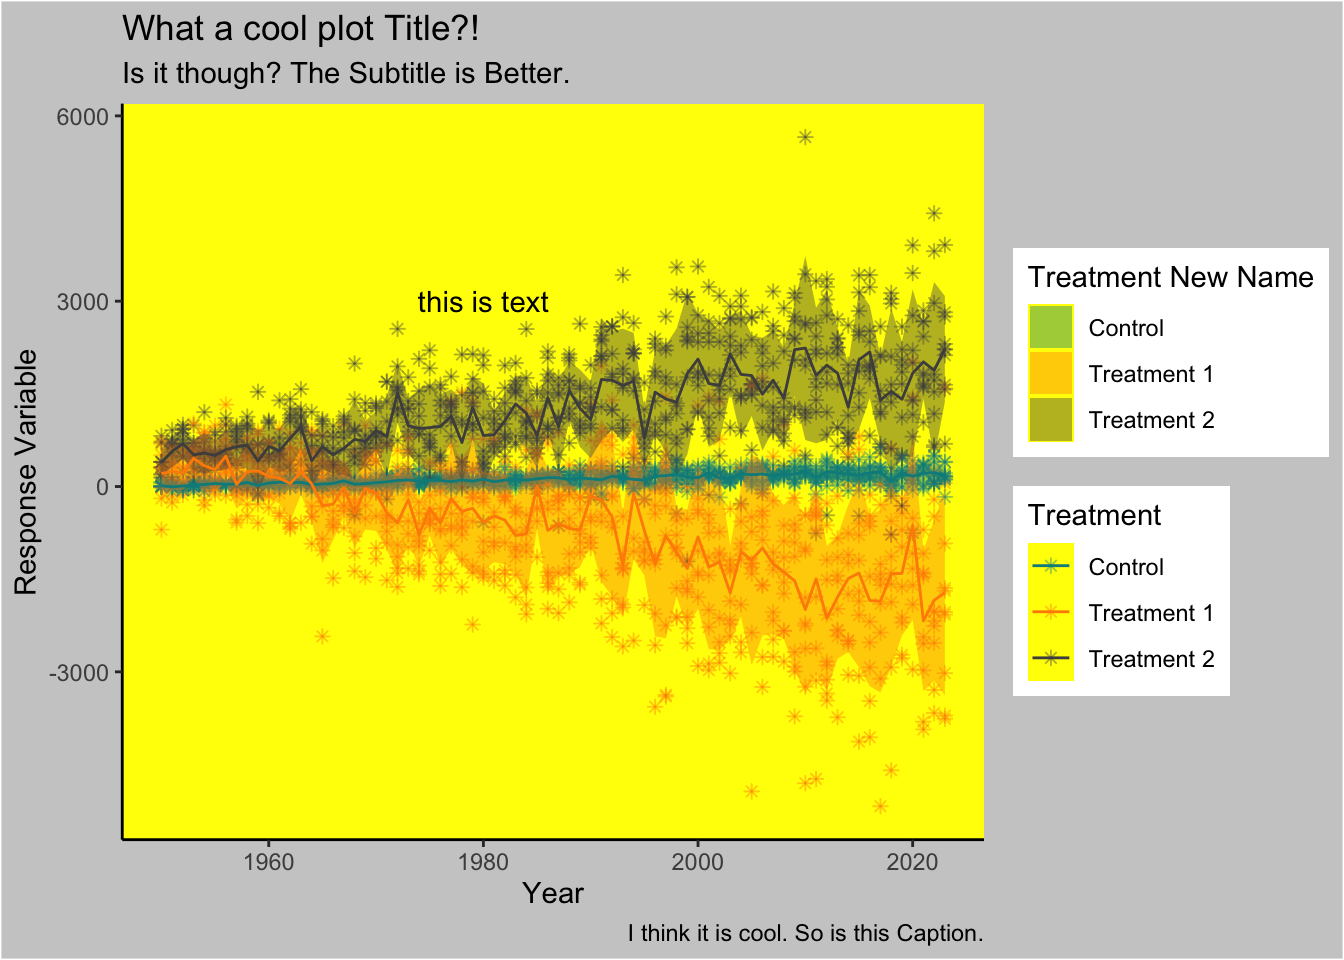 What a cool plot Title?!
Is it though? The Subtitle is Better.
6000
3000
0
-3000
Response Variable
this is text
1960
1980
2000
2020
Year
I think it is cool. So is this Caption.
Treatment New Name
Control
Treatment 1
Treatment 2
Treatment
Control
Treatment 1
Treatment 2